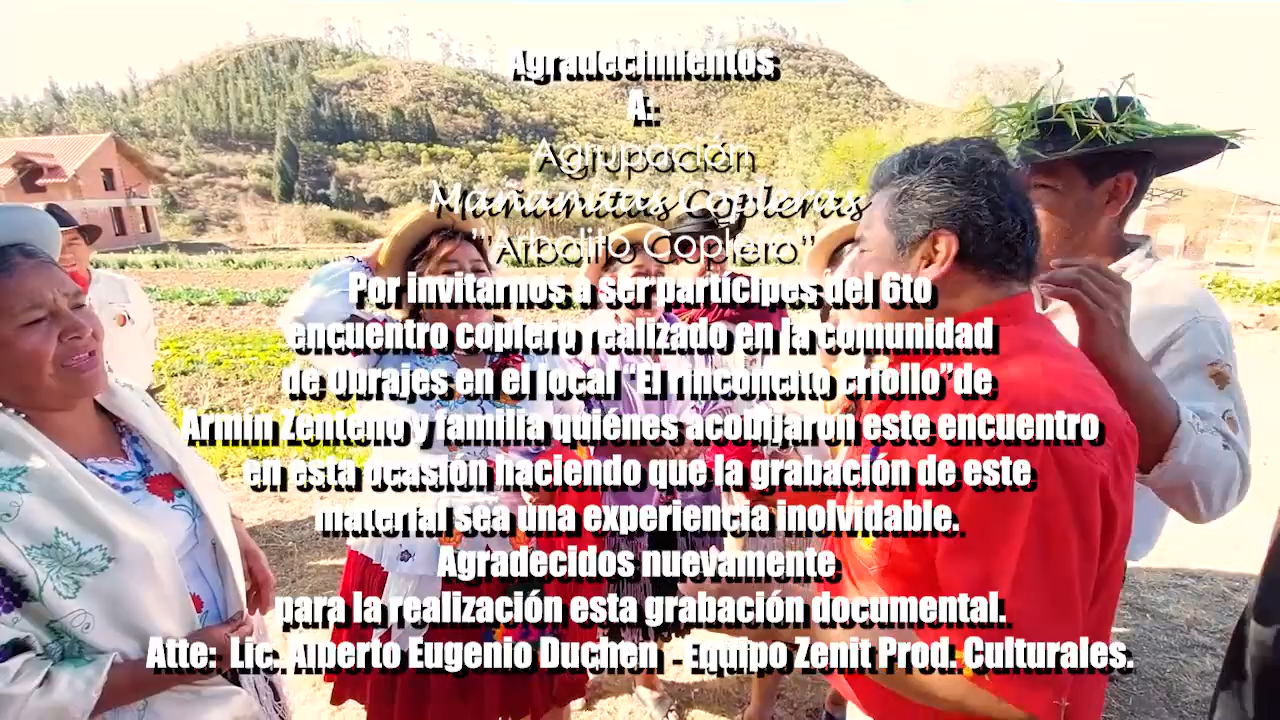 Agradecimientos
A:
Agrupación
Mañanitas Copleras
"Arbolito Coplero"
Por invitarnos a ser partícipes del 6to
encuentro coplero realizado en la comunidad
de Obrajes en el local “El rinconcito criollo”de
Armin Zenteno y familia quiénes acobijaron este encuentro
en esta ocasión haciendo que la grabación de este
material sea una experiencia inolvidable.
Agradecidos nuevamente
para la realización esta grabación documental.
Atte: Lic. Alberto Eugenio Duchen - Equipo Zenit Prod. Culturales.